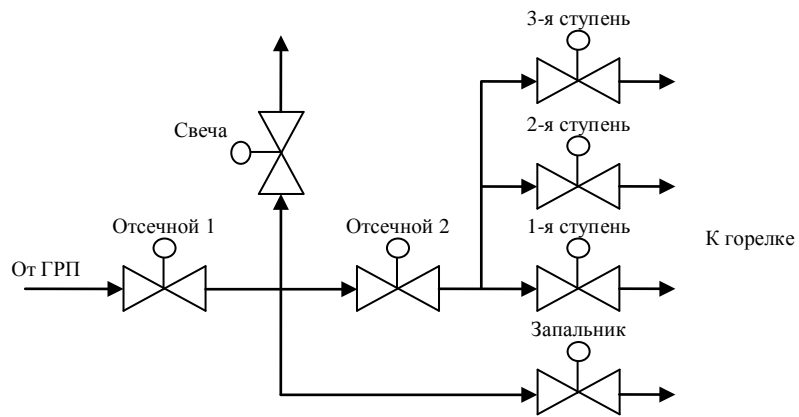 3-я ступень
Свеча
2-я ступень
Отсечной 1
Отсечной 2
1-я ступень
К горелке
От ГРП
Запальник